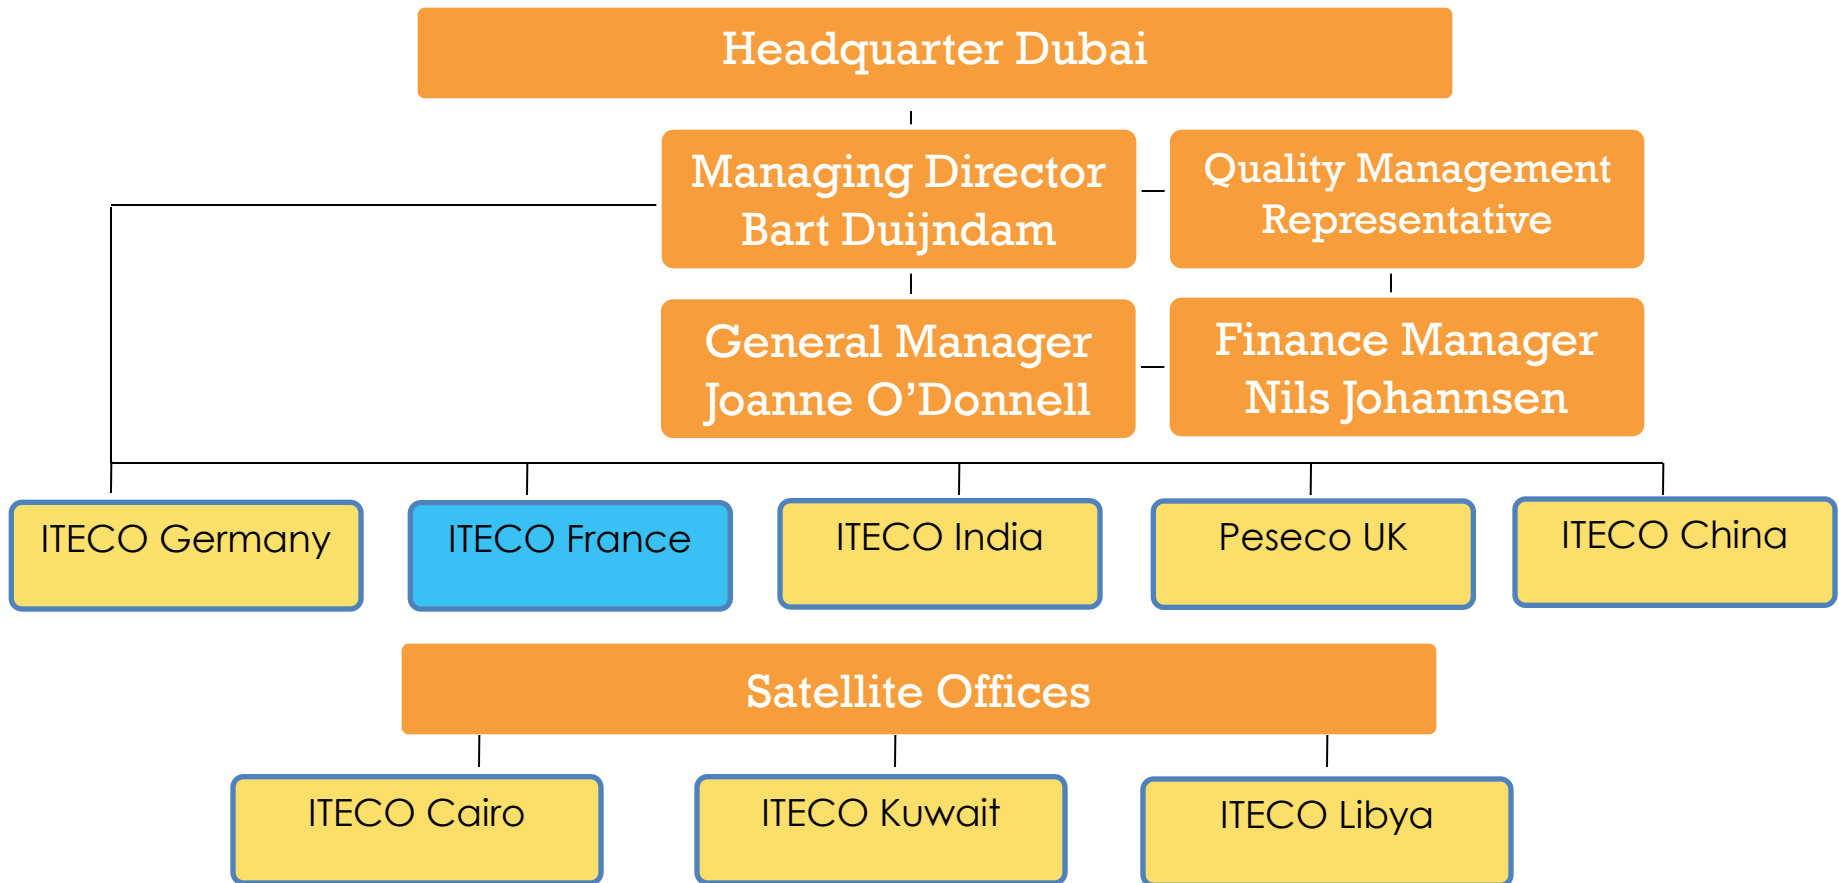 Headquarter Dubai
Managing Director
Bart Duijndam
Quality Management
Representative
General Manager
Joanne O’Donnell
Finance Manager
Nils Johannsen
ITECO Germany
ITECO France
ITECO India
Peseco UK
ITECO China
Satellite Offices
ITECO Cairo
ITECO Kuwait
ITECO Libya